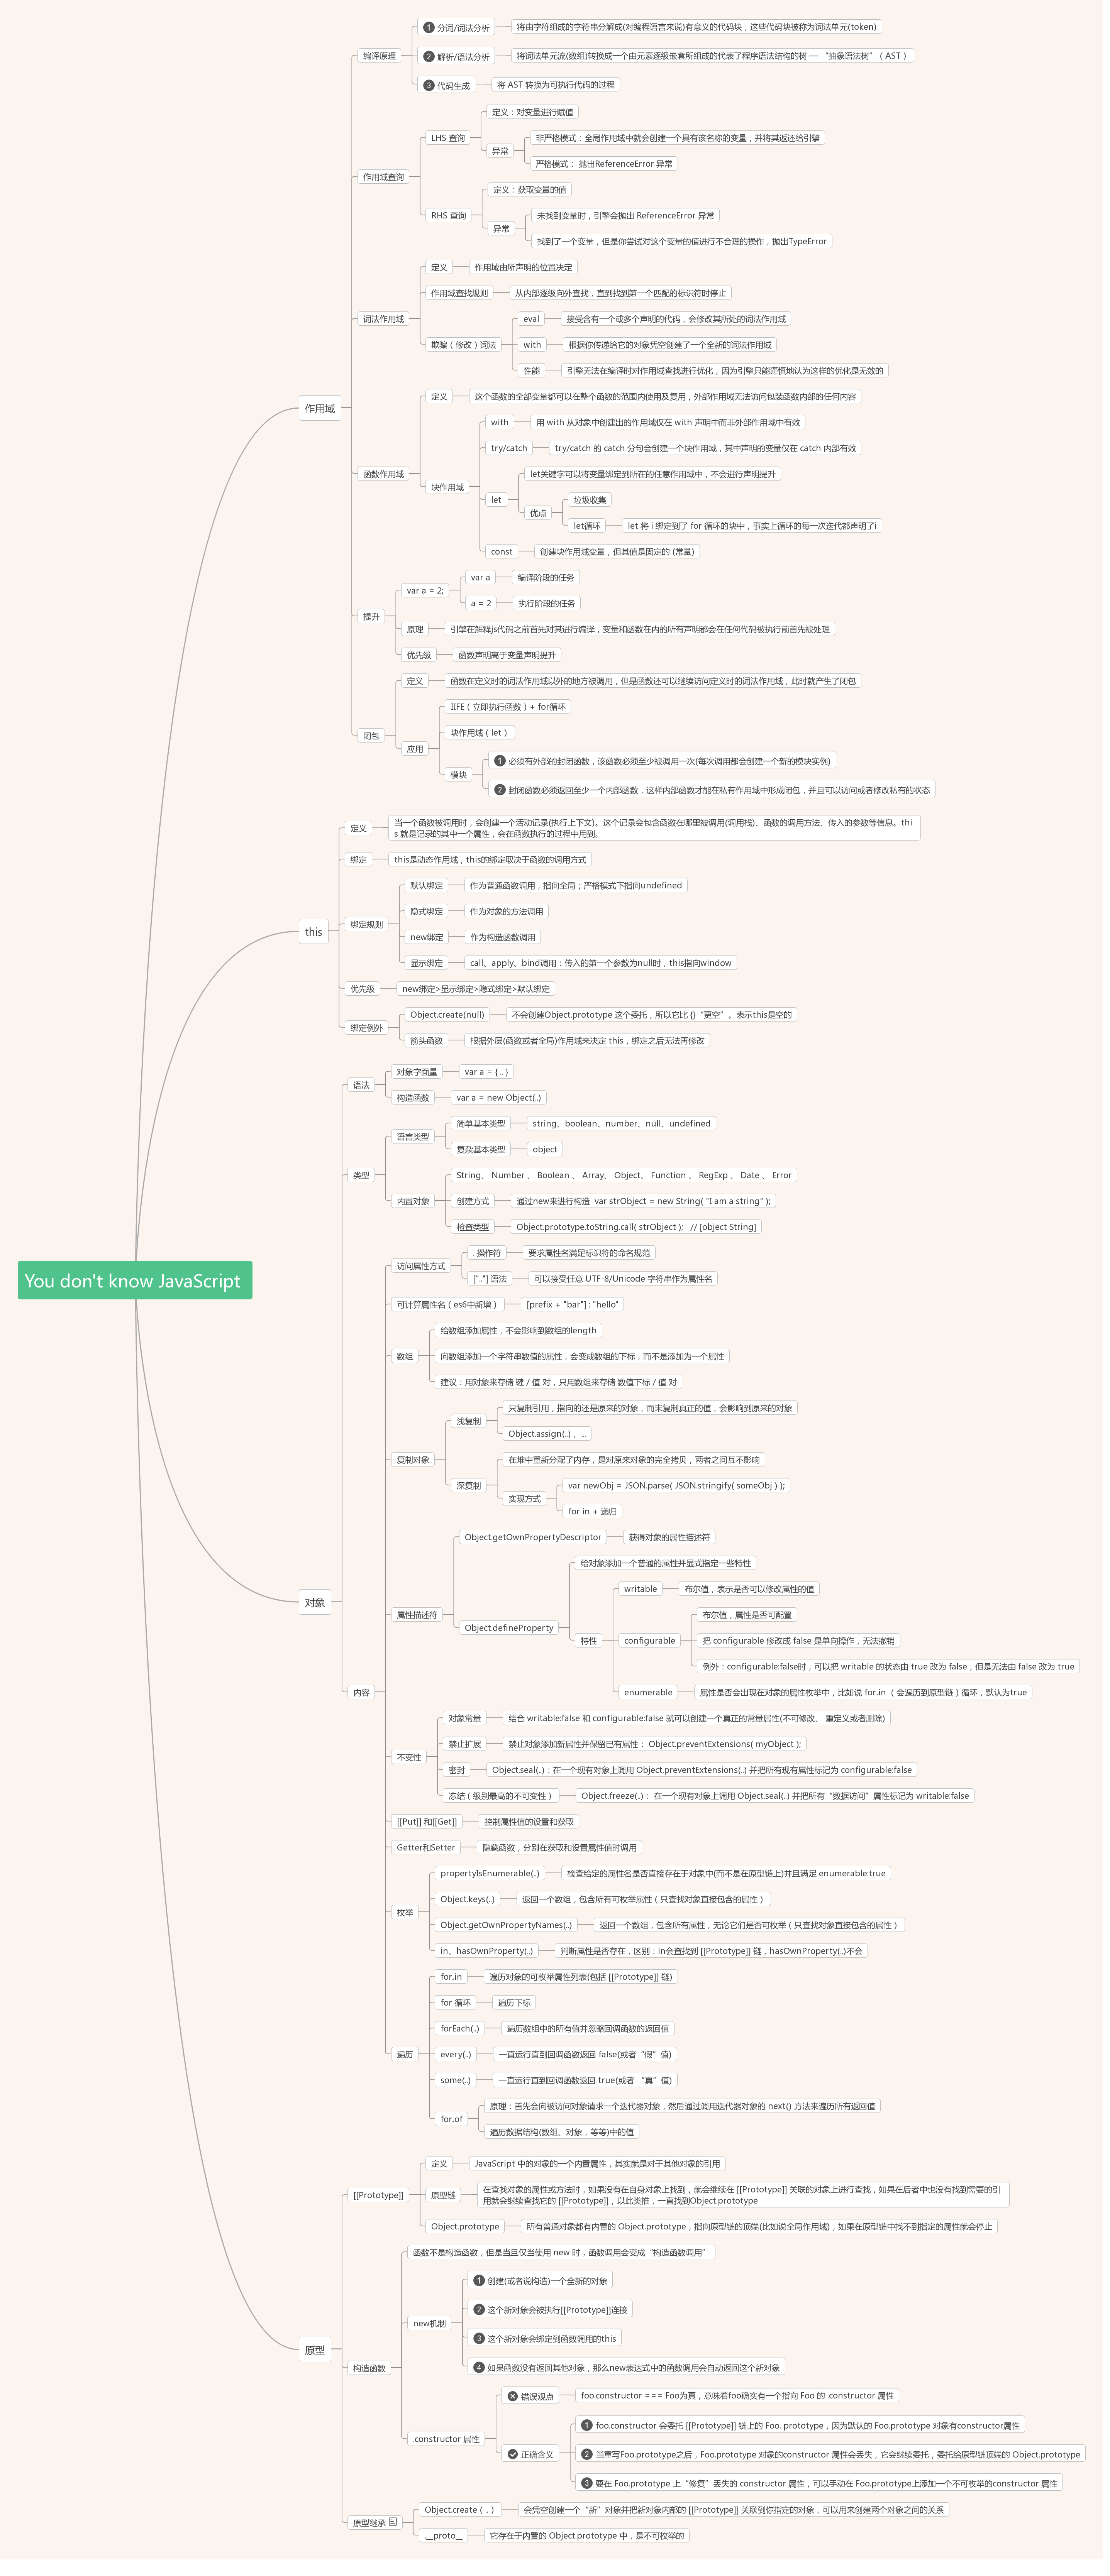 You don't know JavaScript
作用域
编译原理
1 分词/词法分析
将由字符组成的字符串分解成(对编程语言来说)有意义的代码块，这些代码块被称为词法单元(token)
2 解析/语法分析
将词法单元流(数组)转换成一个由元素逐级嵌套所组成的代表了程序语法结构的树 — “抽象语法树”（ AST ）
3 代码生成
将 AST 转换为可执行代码的过程
作用域查询
LHS 查询
定义：对变量进行赋值
异常
非严格模式：全局作用域中就会创建一个具有该名称的变量，并将其返还给引擎
严格模式： 抛出ReferenceError 异常
RHS 查询
定义：获取变量的值
异常
未找到变量时，引擎会抛出 ReferenceError 异常
找到了一个变量，但是你尝试对这个变量的值进行不合理的操作，抛出TypeError
词法作用域
定义
作用域由所声明的位置决定
作用域查找规则
从内部逐级向外查找，直到找到第一个匹配的标识符时停止
欺骗（修改）词法
eval
接受含有一个或多个声明的代码，会修改其所处的词法作用域
with
根据你传递给它的对象凭空创建了一个全新的词法作用域
性能
引擎无法在编译时对作用域查找进行优化，因为引擎只能谨慎地认为这样的优化是无效的
函数作用域
定义
这个函数的全部变量都可以在整个函数的范围内使用及复用，外部作用域无法访问包装函数内部的任何内容
块作用域
with
用 with 从对象中创建出的作用域仅在 with 声明中而非外部作用域中有效
try/catch
try/catch 的 catch 分句会创建一个块作用域，其中声明的变量仅在 catch 内部有效
let
let关键字可以将变量绑定到所在的任意作用域中，不会进行声明提升
优点
垃圾收集
let循环
let 将 i 绑定到了 for 循环的块中，事实上循环的每一次迭代都声明了i
const
创建块作用域变量，但其值是固定的 (常量)
提升
var a = 2;
var a
编译阶段的任务
a = 2
执行阶段的任务
原理
引擎在解释js代码之前首先对其进行编译，变量和函数在内的所有声明都会在任何代码被执行前首先被处理
优先级
函数声明高于变量声明提升
闭包
定义
函数在定义时的词法作用域以外的地方被调用，但是函数还可以继续访问定义时的词法作用域，此时就产生了闭包
应用
IIFE（立即执行函数）+ for循环
块作用域（let ）
模块
1 必须有外部的封闭函数，该函数必须至少被调用一次(每次调用都会创建一个新的模块实例)
2 封闭函数必须返回至少一个内部函数，这样内部函数才能在私有作用域中形成闭包，并且可以访问或者修改私有的状态
this
定义
当一个函数被调用时，会创建一个活动记录(执行上下文)。这个记录会包含函数在哪里被调用(调用栈)、函数的调用方法、传入的参数等信息。thi
s 就是记录的其中一个属性，会在函数执行的过程中用到。
绑定
this是动态作用域，this的绑定取决于函数的调用方式
绑定规则
默认绑定
作为普通函数调用，指向全局；严格模式下指向undefined
隐式绑定
作为对象的方法调用
new绑定
作为构造函数调用
显示绑定
call、apply、bind调用：传入的第一个参数为null时，this指向window
优先级
new绑定>显示绑定>隐式绑定>默认绑定
绑定例外
Object.create(null)
不会创建Object.prototype 这个委托，所以它比 {}“更空”。表示this是空的
箭头函数
根据外层(函数或者全局)作用域来决定 this，绑定之后无法再修改
对象
语法
对象字面量
var a = { .. }
构造函数
var a = new Object(..)
类型
语言类型
简单基本类型
string、boolean、number、null、undefined
复杂基本类型
object
内置对象
String、 Number 、 Boolean 、 Array、 Object、 Function 、 RegExp 、 Date 、 Error
创建方式
通过new来进行构造  var strObject = new String( "I am a string" );
检查类型
Object.prototype.toString.call( strObject );   // [object String]
内容
访问属性方式
. 操作符
要求属性名满足标识符的命名规范
[".."] 语法
可以接受任意 UTF-8/Unicode 字符串作为属性名
可计算属性名（es6中新增）
[prefix + "bar"] : "hello"
数组
给数组添加属性，不会影响到数组的length
向数组添加一个字符串数值的属性，会变成数组的下标，而不是添加为一个属性
建议：用对象来存储 键 / 值 对，只用数组来存储 数值下标 / 值 对
复制对象
浅复制
只复制引用，指向的还是原来的对象，而未复制真正的值，会影响到原来的对象
Object.assign(..) ，...
深复制
在堆中重新分配了内存，是对原来对象的完全拷贝，两者之间互不影响
实现方式
var newObj = JSON.parse( JSON.stringify( someObj ) );
for in + 递归
属性描述符
Object.getOwnPropertyDescriptor
获得对象的属性描述符
Object.defineProperty
给对象添加一个普通的属性并显式指定一些特性
特性
writable
布尔值，表示是否可以修改属性的值
configurable
布尔值，属性是否可配置
把 configurable 修改成 false 是单向操作，无法撤销
例外：configurable:false时，可以把 writable 的状态由 true 改为 false，但是无法由 false 改为 true
enumerable
属性是否会出现在对象的属性枚举中，比如说 for..in （会遍历到原型链）循环，默认为true
不变性
对象常量
结合 writable:false 和 configurable:false 就可以创建一个真正的常量属性(不可修改、 重定义或者删除)
禁止扩展
禁止对象添加新属性并保留已有属性： Object.preventExtensions( myObject );
密封
Object.seal(..)：在一个现有对象上调用 Object.preventExtensions(..) 并把所有现有属性标记为 configurable:false
冻结（级别最高的不可变性）
Object.freeze(..)： 在一个现有对象上调用 Object.seal(..) 并把所有“数据访问”属性标记为 writable:false
[[Put]] 和[[Get]]
控制属性值的设置和获取
Getter和Setter
隐藏函数，分别在获取和设置属性值时调用
枚举
propertyIsEnumerable(..)
检查给定的属性名是否直接存在于对象中(而不是在原型链上)并且满足 enumerable:true
Object.keys(..)
返回一个数组，包含所有可枚举属性（只查找对象直接包含的属性）
Object.getOwnPropertyNames(..)
返回一个数组，包含所有属性，无论它们是否可枚举（只查找对象直接包含的属性）
in、hasOwnProperty(..)
判断属性是否存在，区别：in会查找到 [[Prototype]] 链，hasOwnProperty(..)不会
遍历
for..in
遍历对象的可枚举属性列表(包括 [[Prototype]] 链)
for 循环
遍历下标
forEach(..)
遍历数组中的所有值并忽略回调函数的返回值
every(..)
一直运行直到回调函数返回 false(或者“假”值)
some(..)
一直运行直到回调函数返回 true(或者 “真”值)
for..of
原理：首先会向被访问对象请求一个迭代器对象，然后通过调用迭代器对象的 next() 方法来遍历所有返回值
遍历数据结构(数组、对象，等等)中的值
原型
[[Prototype]]
定义
JavaScript 中的对象的一个内置属性，其实就是对于其他对象的引用
原型链
在查找对象的属性或方法时，如果没有在自身对象上找到，就会继续在 [[Prototype]] 关联的对象上进行查找，如果在后者中也没有找到需要的引
用就会继续查找它的 [[Prototype]]，以此类推，一直找到Object.prototype
Object.prototype
所有普通对象都有内置的 Object.prototype，指向原型链的顶端(比如说全局作用域)，如果在原型链中找不到指定的属性就会停止
构造函数
函数不是构造函数，但是当且仅当使用 new 时，函数调用会变成“构造函数调用”
new机制
1 创建(或者说构造)一个全新的对象
2 这个新对象会被执行[[Prototype]]连接
3 这个新对象会绑定到函数调用的this
4 如果函数没有返回其他对象，那么new表达式中的函数调用会自动返回这个新对象
.constructor 属性
错误观点
foo.constructor === Foo为真，意味着foo确实有一个指向 Foo 的 .constructor 属性
正确含义
1 foo.constructor 会委托 [[Prototype]] 链上的 Foo. prototype，因为默认的 Foo.prototype 对象有constructor属性
2 当重写Foo.prototype之后，Foo.prototype 对象的constructor 属性会丢失，它会继续委托，委托给原型链顶端的 Object.prototype
3 要在 Foo.prototype 上“修复”丢失的 constructor 属性，可以手动在 Foo.prototype上添加一个不可枚举的constructor 属性
原型继承
Object.create（ .. ）
会凭空创建一个“新”对象并把新对象内部的 [[Prototype]] 关联到你指定的对象，可以用来创建两个对象之间的关系
.__proto__
它存在于内置的 Object.prototype 中，是不可枚举的